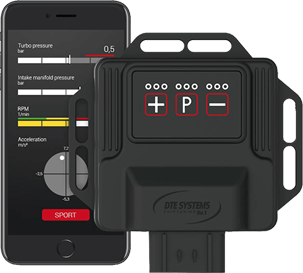 Turbo pressure
bar
0,5
Intake manifold pressure
bar
RPM
1/min
Acceleration
m/s²
SPORT
+ P −
DTE SYSTEMS